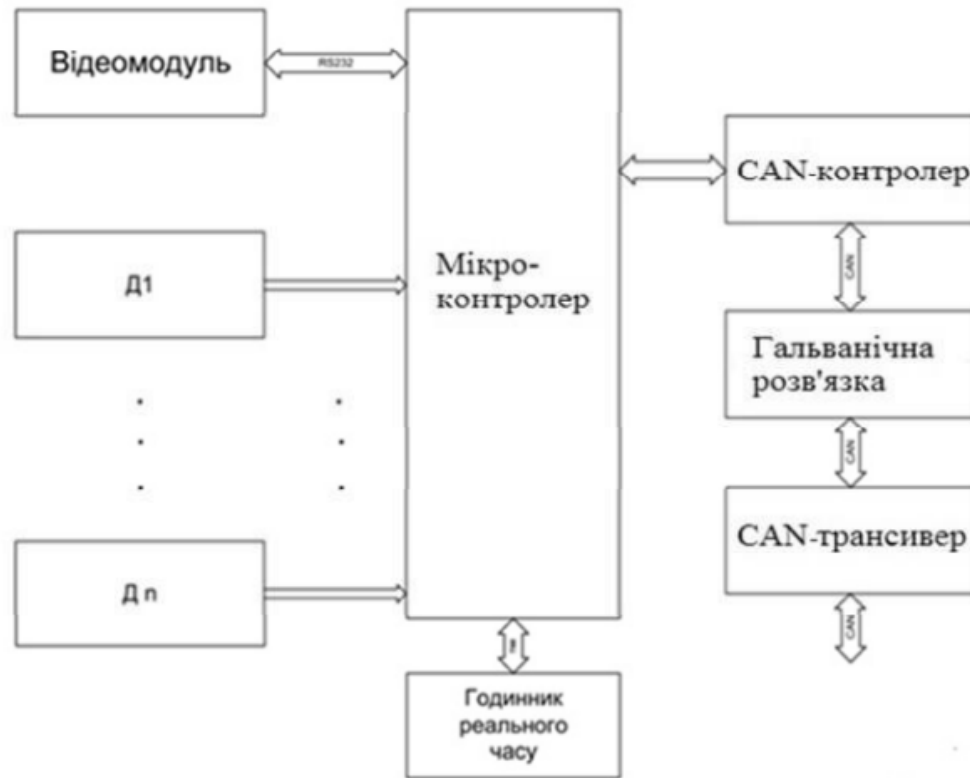 Відеомодуль
RS232
CAN-контролер
CAN
Мікро-
контролер
Д1
Гальванічна
розв'язка
CAN
CAN-трансивер
Д n
CAN
Годинник
реального
часу